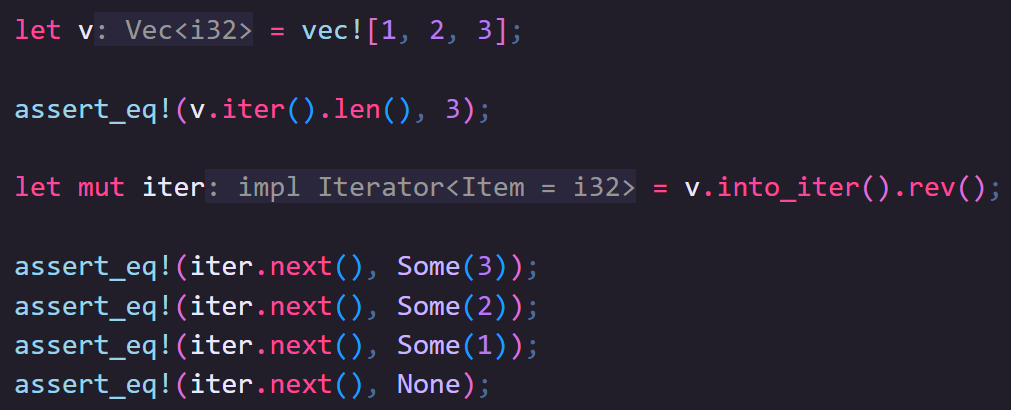 let v: Vec<i32> = vec![1, 2, 3];
assert_eq!(v.iter().len(), 3);
let mut iter: impl Iterator<Item = i32> = v.into_iter().rev();
assert_eq!(iter.next(), Some(3));
assert_eq!(iter.next(), Some(2));
assert_eq!(iter.next(), Some(1));
assert_eq!(iter.next(), None);